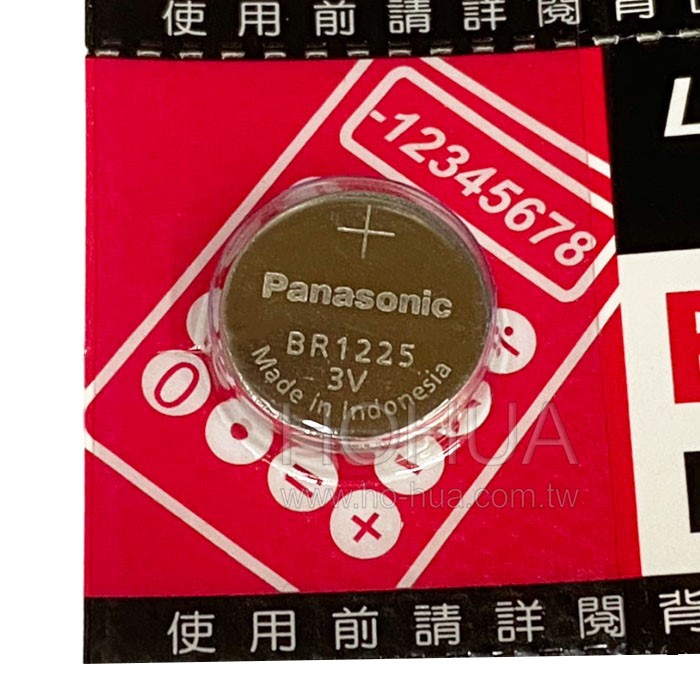 使用前請詳閱背
-12345678
+
Panasonic
BR1225
3V
Made in Indonesia
0
HOHUA
www.ho-hua.com.tw
使用前請詳閱背